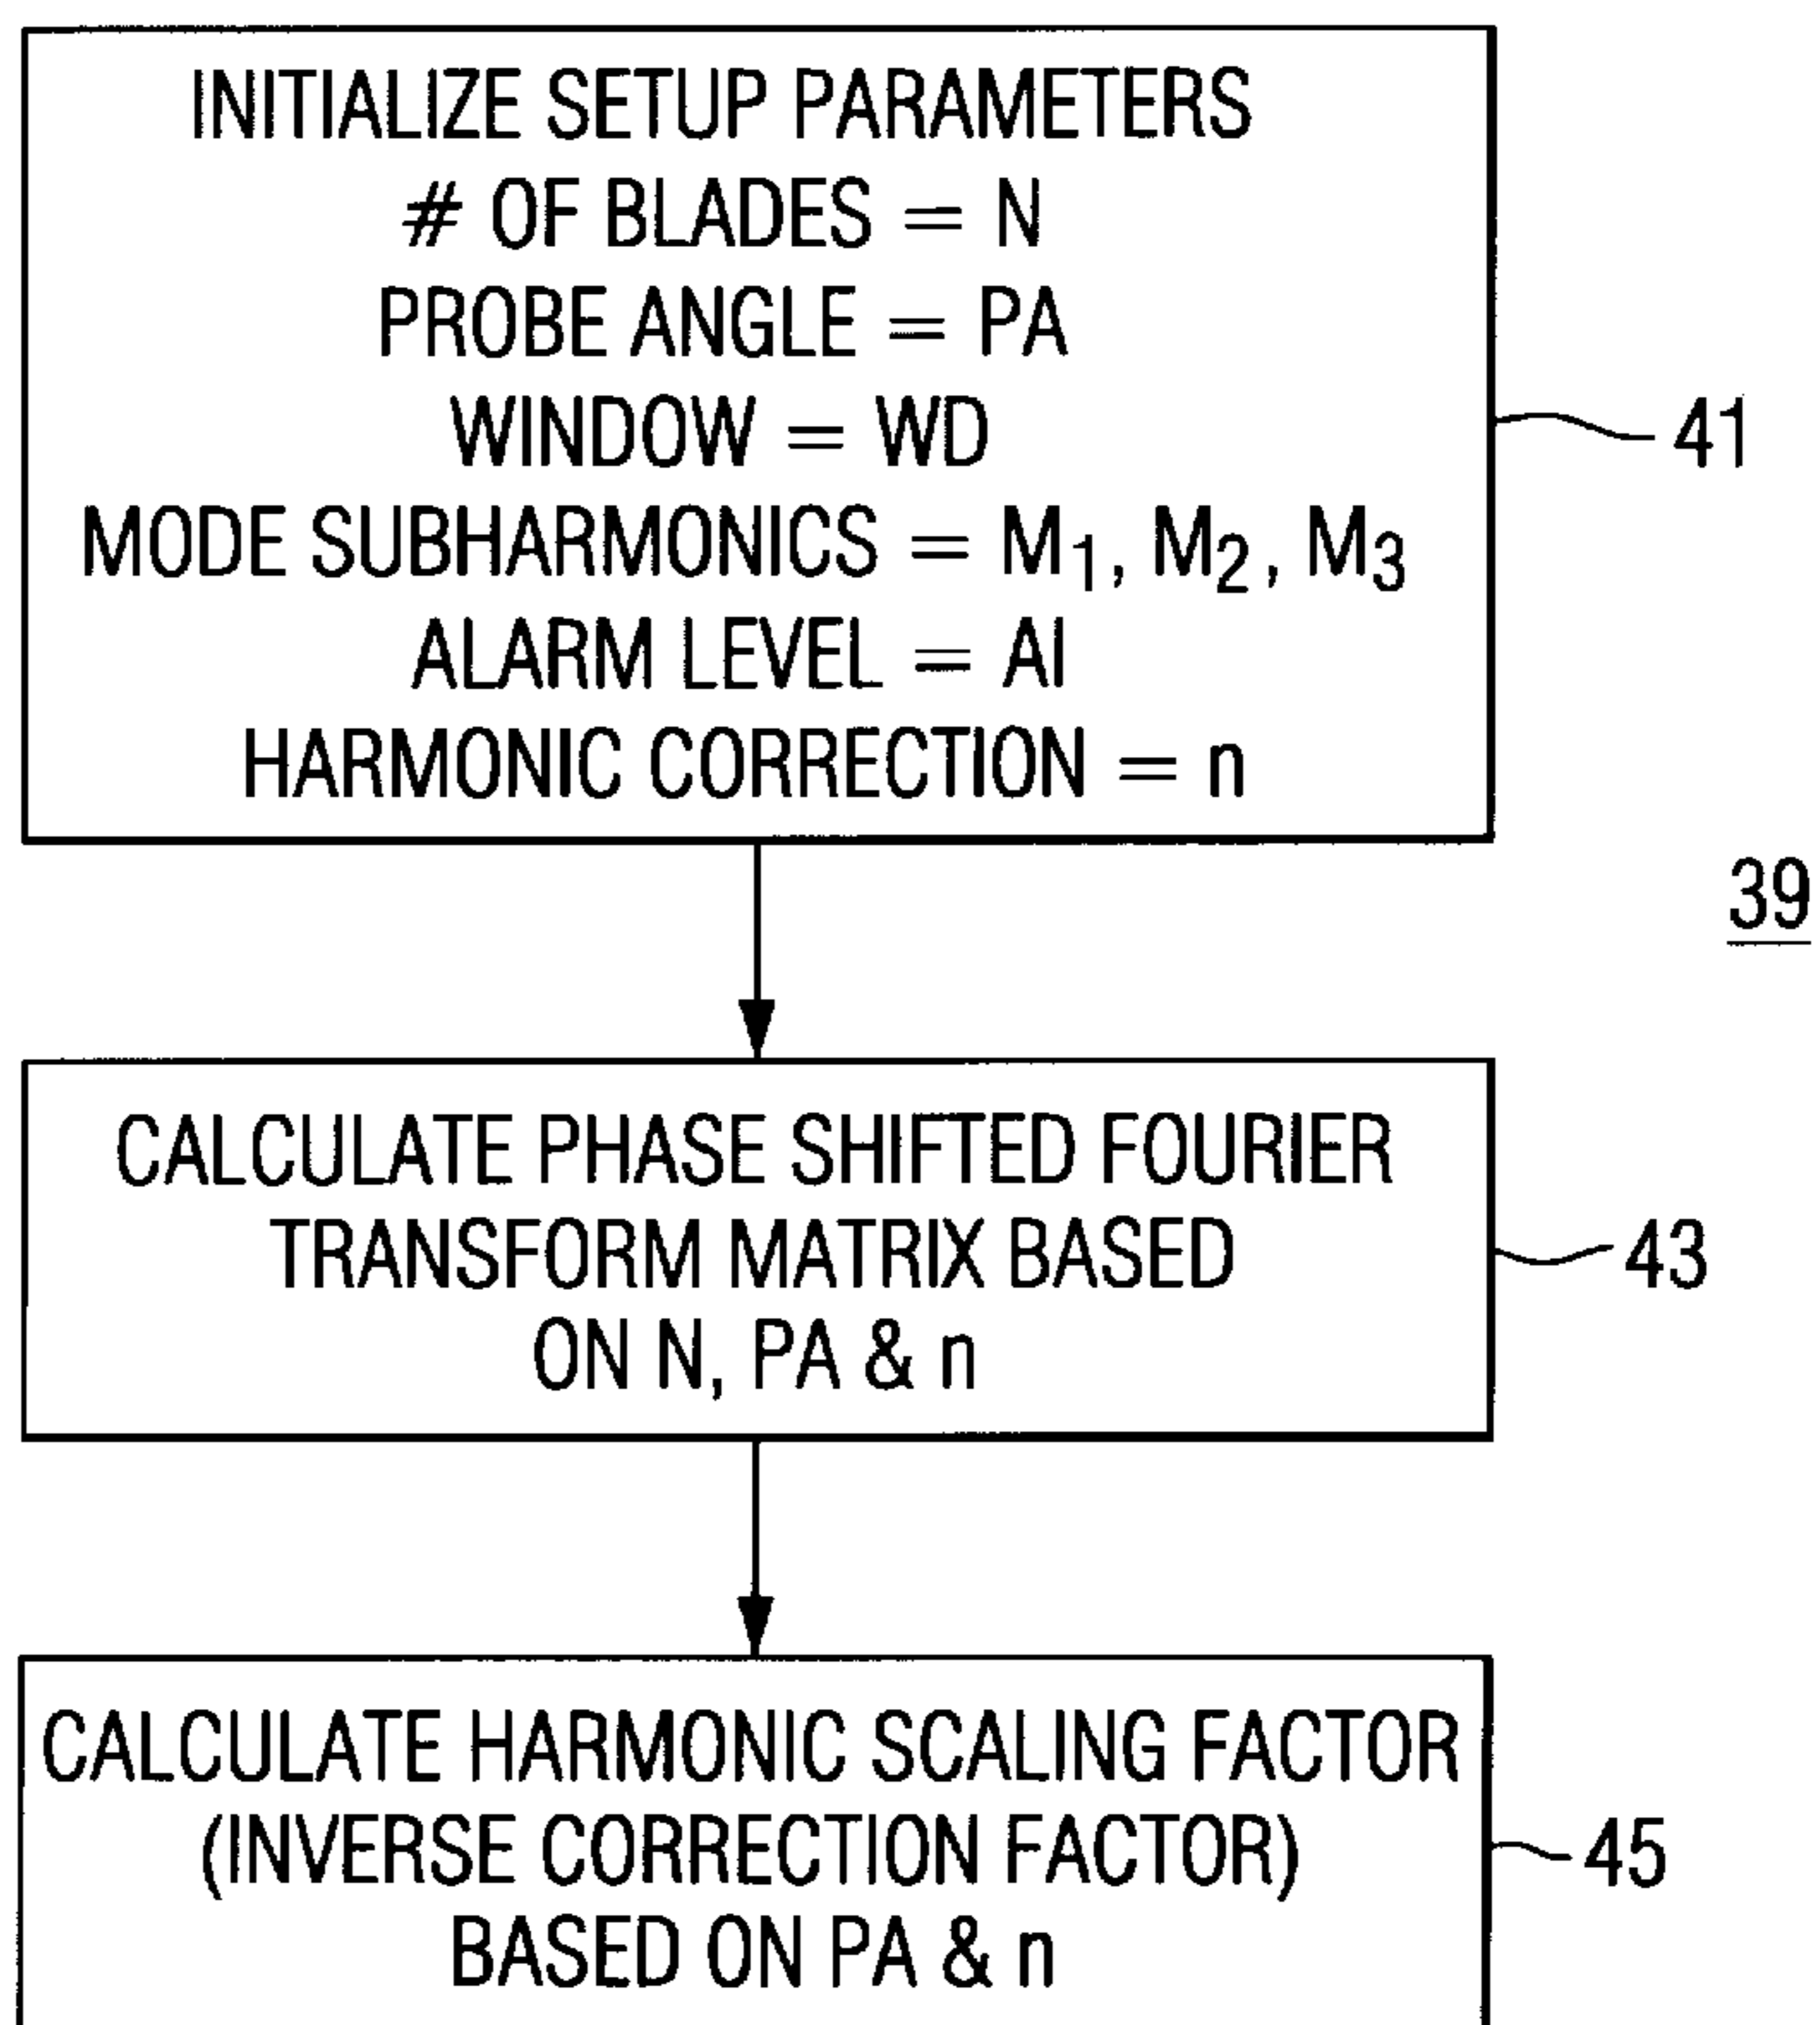 INITIALIZE SETUP PARAMETERS
# OF BLADES = N
PROBE ANGLE = PA
WINDOW = WD
MODE SUBHARMONICS = M1, M2, M3
ALARM LEVEL = AI
HARMONIC CORRECTION = n
41
39
CALCULATE PHASE SHIFTED FOURIER
TRANSFORM MATRIX BASED
ON N, PA & n
43
CALCULATE HARMONIC SCALING FACTOR
(INVERSE CORRECTION FACTOR)
BASED ON PA & n
45